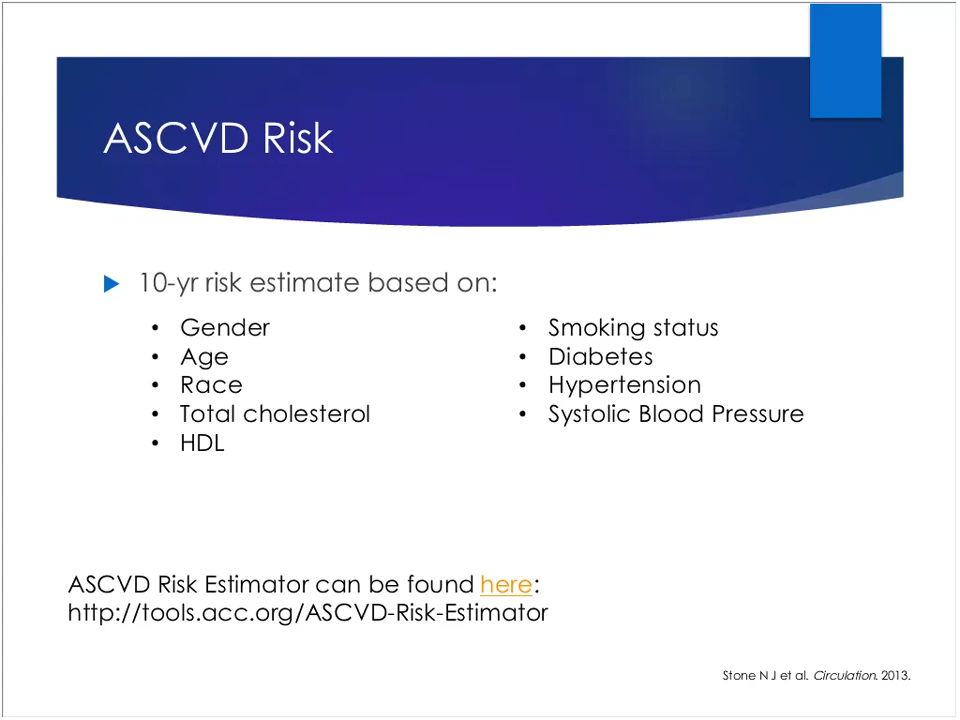 ASCVD Risk
10-yr risk estimate based on:
• Gender
• Age
• Race
• Total cholesterol
• HDL
• Smoking status
• Diabetes
• Hypertension
• Systolic Blood Pressure
ASCVD Risk Estimator can be found here:
http://tools.acc.org/ASCVD-Risk-Estimator
Stone N J et al. Circulation. 2013.